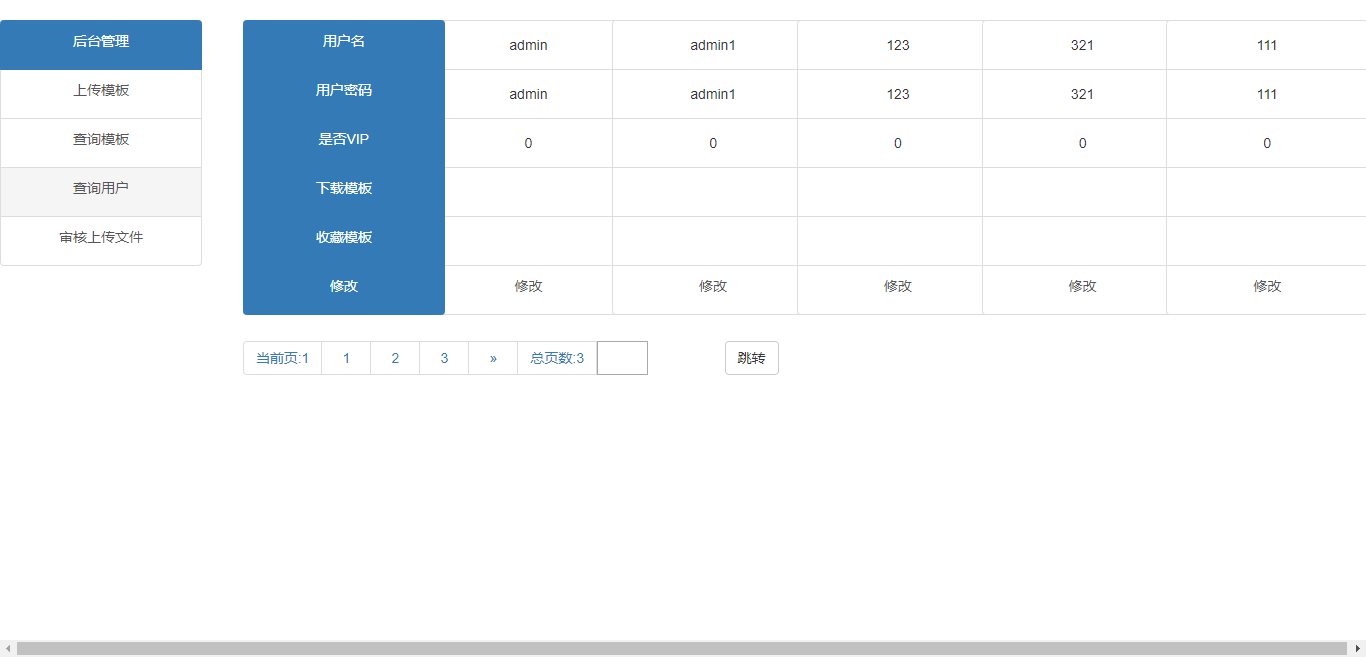 后台管理
上传模板
查询模板
查询用户
审核上传文件
用户名 admin admin1 123 321 111
用户密码 admin admin1 123 321 111
是否VIP 0 0 0 0 0
下载模板
收藏模板
修改 修改 修改 修改 修改 修改
当前页:1 1 2 3 » 总页数:3 跳转